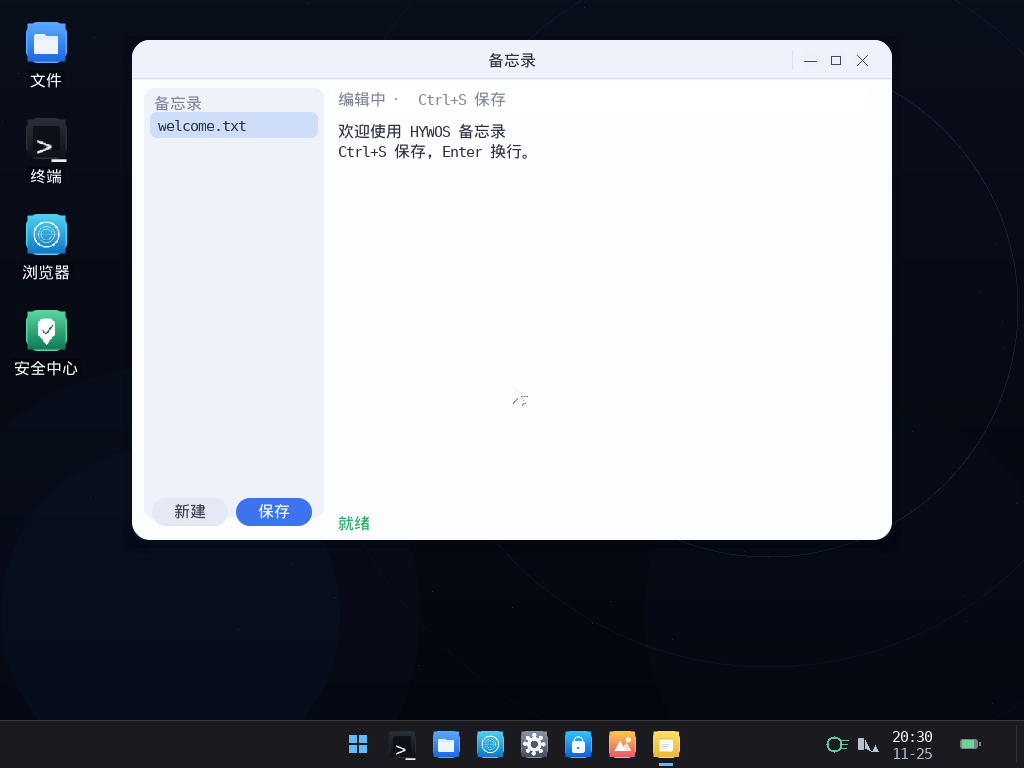 备忘录
文件
终端
浏览器
安全中心
备忘录
welcome.txt
新建
保存
编辑中 · Ctrl+S 保存
欢迎使用 HYWOS 备忘录
Ctrl+S 保存, Enter 换行。
就绪
20:30
11-25